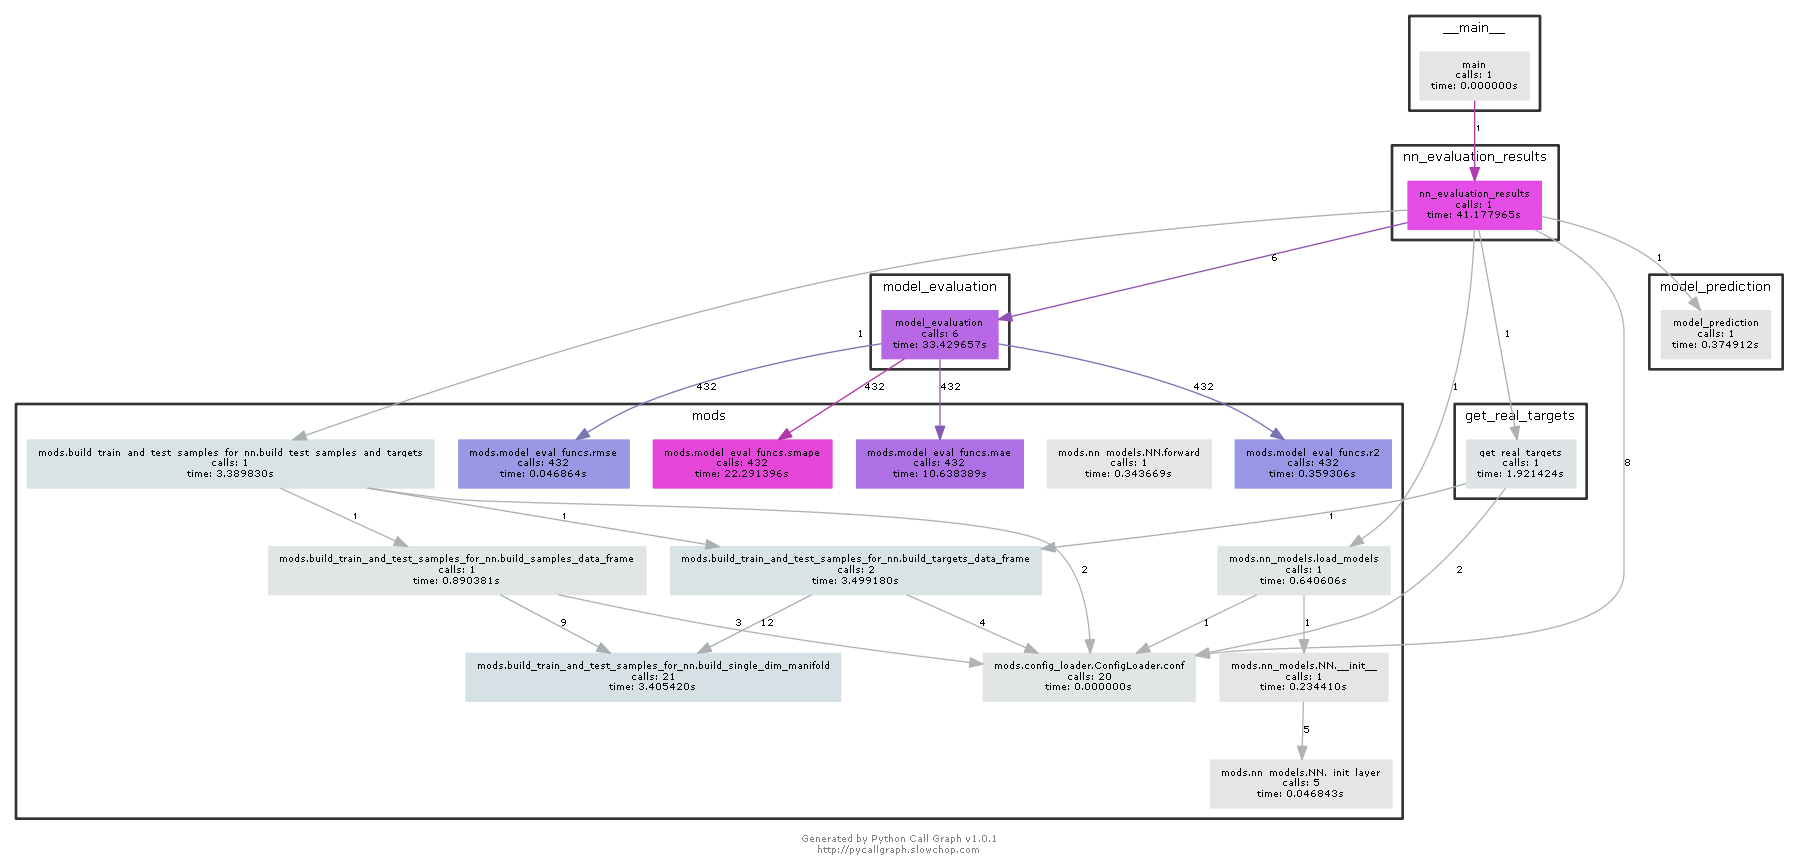 __main__
main
calls: 1
time: 0.000000s
1
nn_evaluation_results
nn_evaluation_results
calls: 1
time: 41.177965s
6
1
model_evaluation
model_evaluation
calls: 6
time: 33.429657s
model_prediction
model_prediction
calls: 1
time: 0.374912s
1
1
432
432
432
432
1
8
mods
get_real_targets
get_real_targets
calls: 1
time: 1.921424s
mods.build_train_and_test_samples_for_nn.build_test_samples_and_targets
calls: 1
time: 3.389830s
mods.model_eval_funcs.rmse
calls: 432
time: 0.046864s
mods.model_eval_funcs.smape
calls: 432
time: 22.291396s
mods.model_eval_funcs.mae
calls: 432
time: 10.638389s
mods.nn_models.NN.forward
calls: 1
time: 0.343669s
mods.model_eval_funcs.r2
calls: 432
time: 0.359306s
1
1
1
2
2
mods.build_train_and_test_samples_for_nn.build_samples_data_frame
calls: 1
time: 0.890381s
mods.build_train_and_test_samples_for_nn.build_targets_data_frame
calls: 2
time: 3.499180s
mods.nn_models.load_models
calls: 1
time: 0.640606s
9
3
12
4
1
1
mods.build_train_and_test_samples_for_nn.build_single_dim_manifold
calls: 21
time: 3.405420s
mods.config_loader.ConfigLoader.conf
calls: 20
time: 0.000000s
mods.nn_models.NN.__init__
calls: 1
time: 0.234410s
5
mods.nn_models.NN._init_layer
calls: 5
time: 0.046843s
Generated by Python Call Graph v1.0.1
http://pycallgraph.slowchop.com